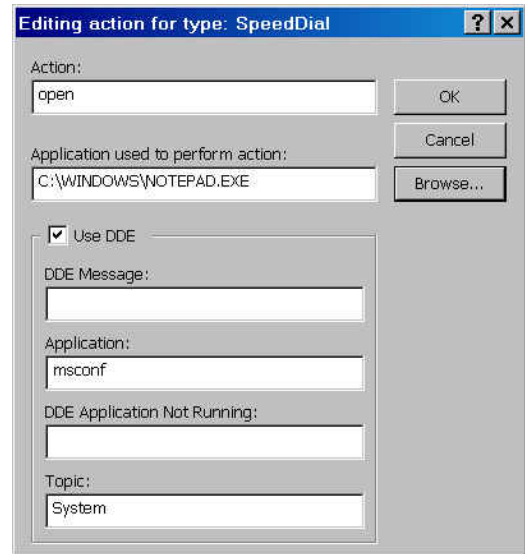 Editing action for type: SpeedDial
Action:
open
OK
Cancel
Application used to perform action:
C:\WINDOWS\NOTEPAD.EXE
Browse...
Use DDE
DDE Message:
Application:
msconf
DDE Application Not Running:
Topic:
System